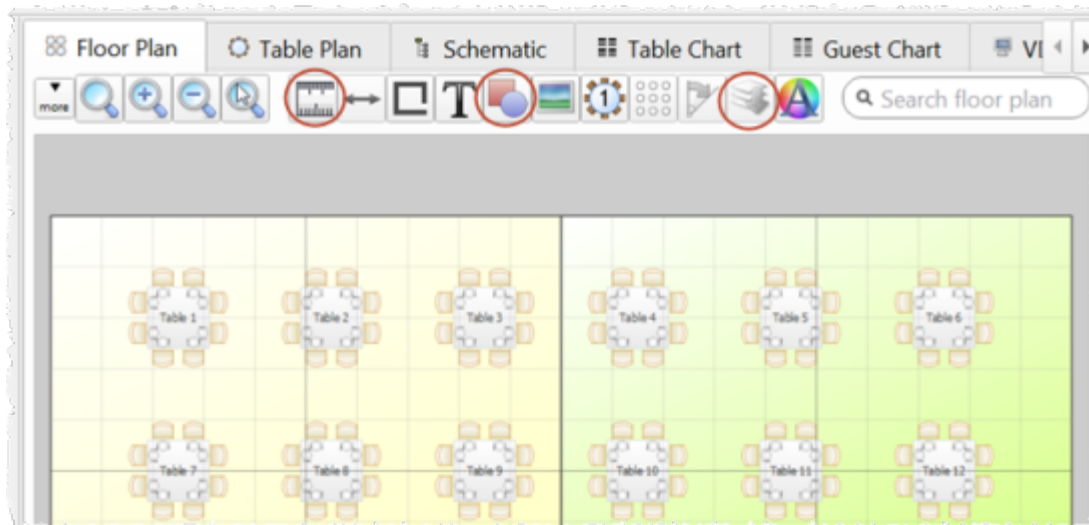 Floor Plan Table Plan Schematic Table Chart Guest Chart
more T 1 A Search floor plan
Table 1 Table 2 Table 3 Table 4 Table 5 Table 6
Table 7 Table 8 Table 9 Table 10 Table 11 Table 12